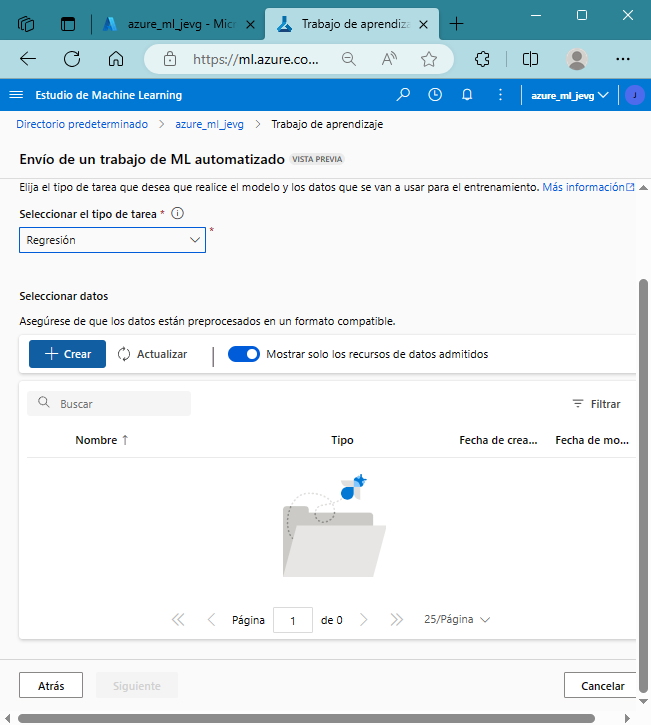 azure_ml_jevg - Micr
Trabajo de aprendiza
https://ml.azure.co...
Estudio de Machine Learning
azure_ml_jevg
J
Directorio predeterminado > azure_ml_jevg > Trabajo de aprendizaje
Envío de un trabajo de ML automatizado VISTA PREVIA
Elija el tipo de tarea que desea que realice el modelo y los datos que se van a usar para el entrenamiento. Más información
Seleccionar el tipo de tarea *
Regresión *
Seleccionar datos
Asegúrese de que los datos están preprocesados en un formato compatible.
+ Crear Actualizar | Mostrar solo los recursos de datos admitidos
Buscar Filtrar
Nombre ↑ Tipo Fecha de crea... Fecha de mo...
Página 1 de 0 25/Página
Atrás Siguiente Cancelar